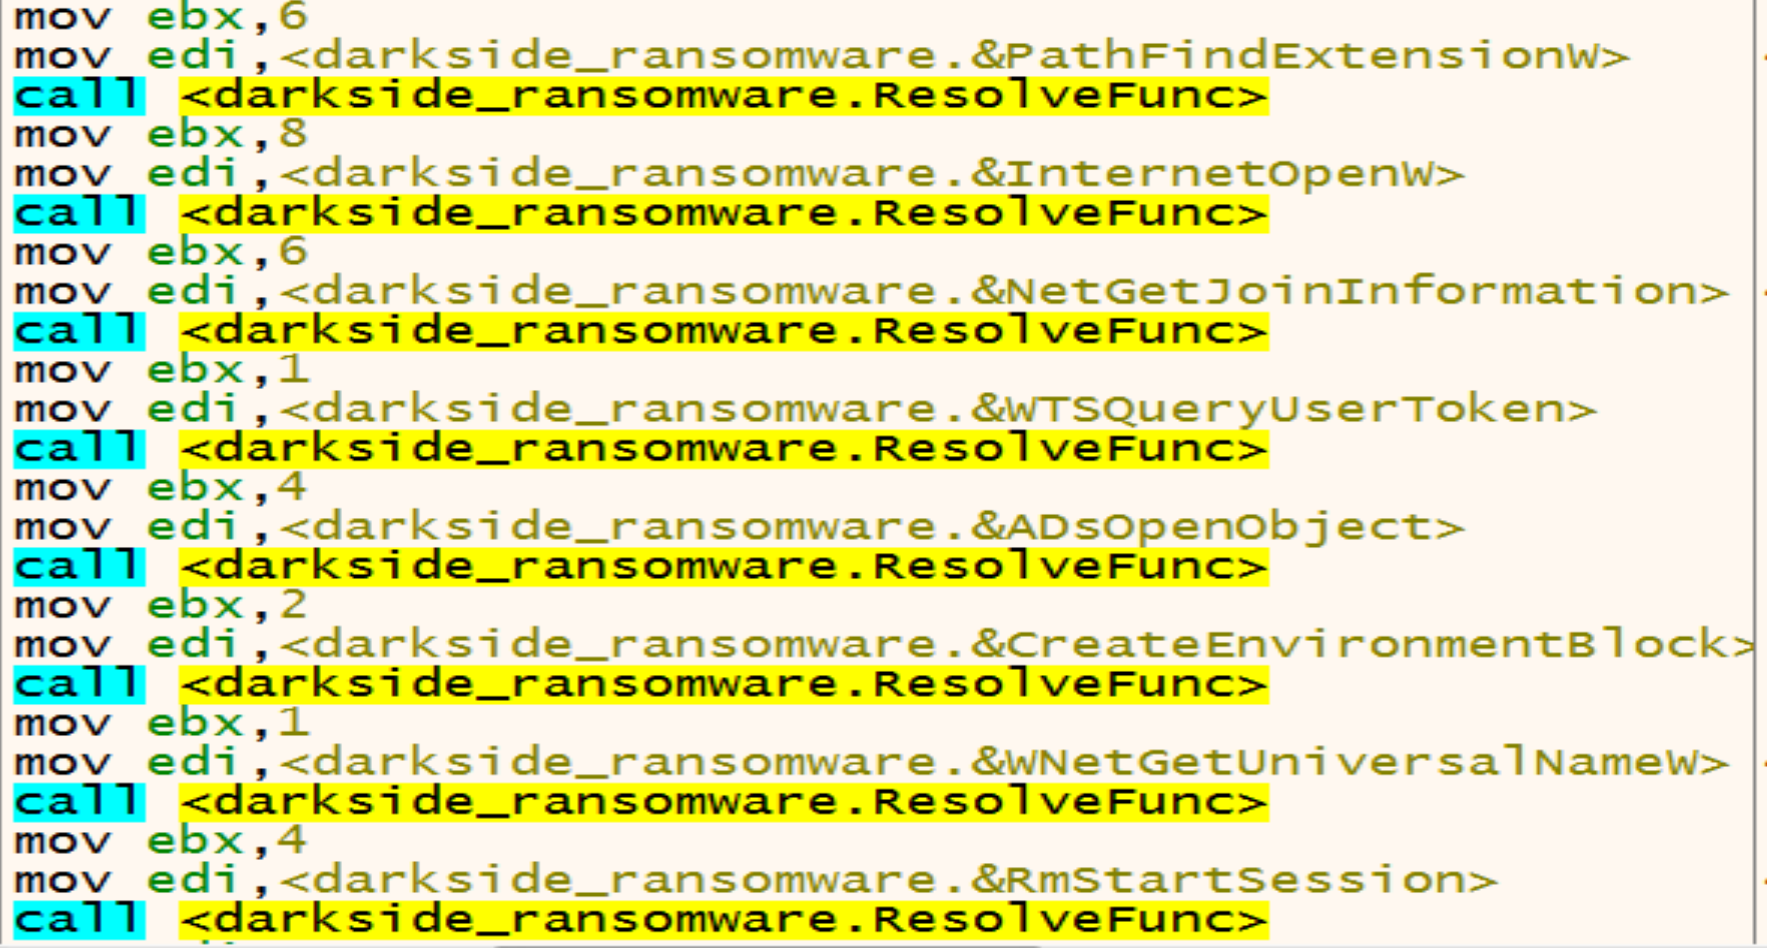 mov ebx,6
mov edi,<darkside_ransomware.&PathFindExtensionW>
call <darkside_ransomware.ResolveFunc>
mov ebx,8
mov edi,<darkside_ransomware.&InternetOpenW>
call <darkside_ransomware.ResolveFunc>
mov ebx,6
mov edi,<darkside_ransomware.&NetGetJoinInformation>
call <darkside_ransomware.ResolveFunc>
mov ebx,1
mov edi,<darkside_ransomware.&WTSQueryUserToken>
call <darkside_ransomware.ResolveFunc>
mov ebx,4
mov edi,<darkside_ransomware.&ADsOpenObject>
call <darkside_ransomware.ResolveFunc>
mov ebx,2
mov edi,<darkside_ransomware.&CreateEnvironmentBlock>
call <darkside_ransomware.ResolveFunc>
mov ebx,1
mov edi,<darkside_ransomware.&WNetGetUniversalNameW>
call <darkside_ransomware.ResolveFunc>
mov ebx,4
mov edi,<darkside_ransomware.&RmStartSession>
call <darkside_ransomware.ResolveFunc>